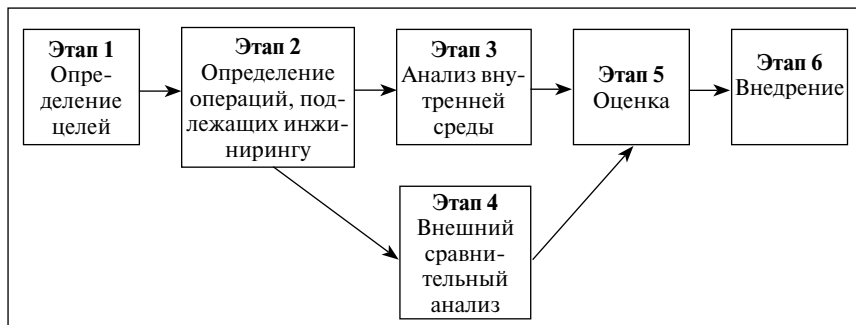 Этап 1
Опре-
деление
целей
Этап 2
Определение
операций, под-
лежащих инжи-
нирингу
Этап 3
Анализ вну-
тренней
среды
Этап 4
Внешний
сравни-
тельный
анализ
Этап 5
Оценка
Этап 6
Внедрение